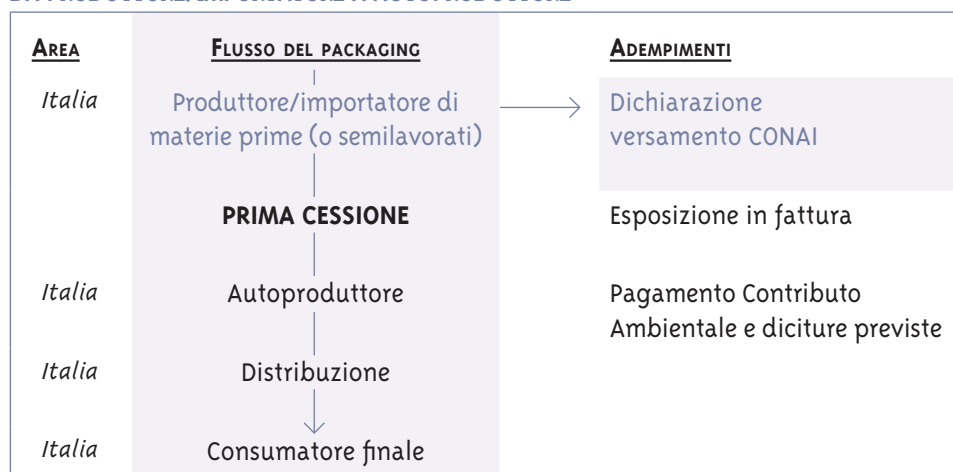 AREA FLUSSO DEL PACKAGING ADEMPIMENTI
Italia Produttore/importatore di Dichiarazione
materie prime (o semilavorati) versamento CONAI
PRIMA CESSIONE Esposizione in fattura
Italia Autoproduttore Pagamento Contributo
Ambientale e diciture previste
Italia Distribuzione
Italia Consumatore finale